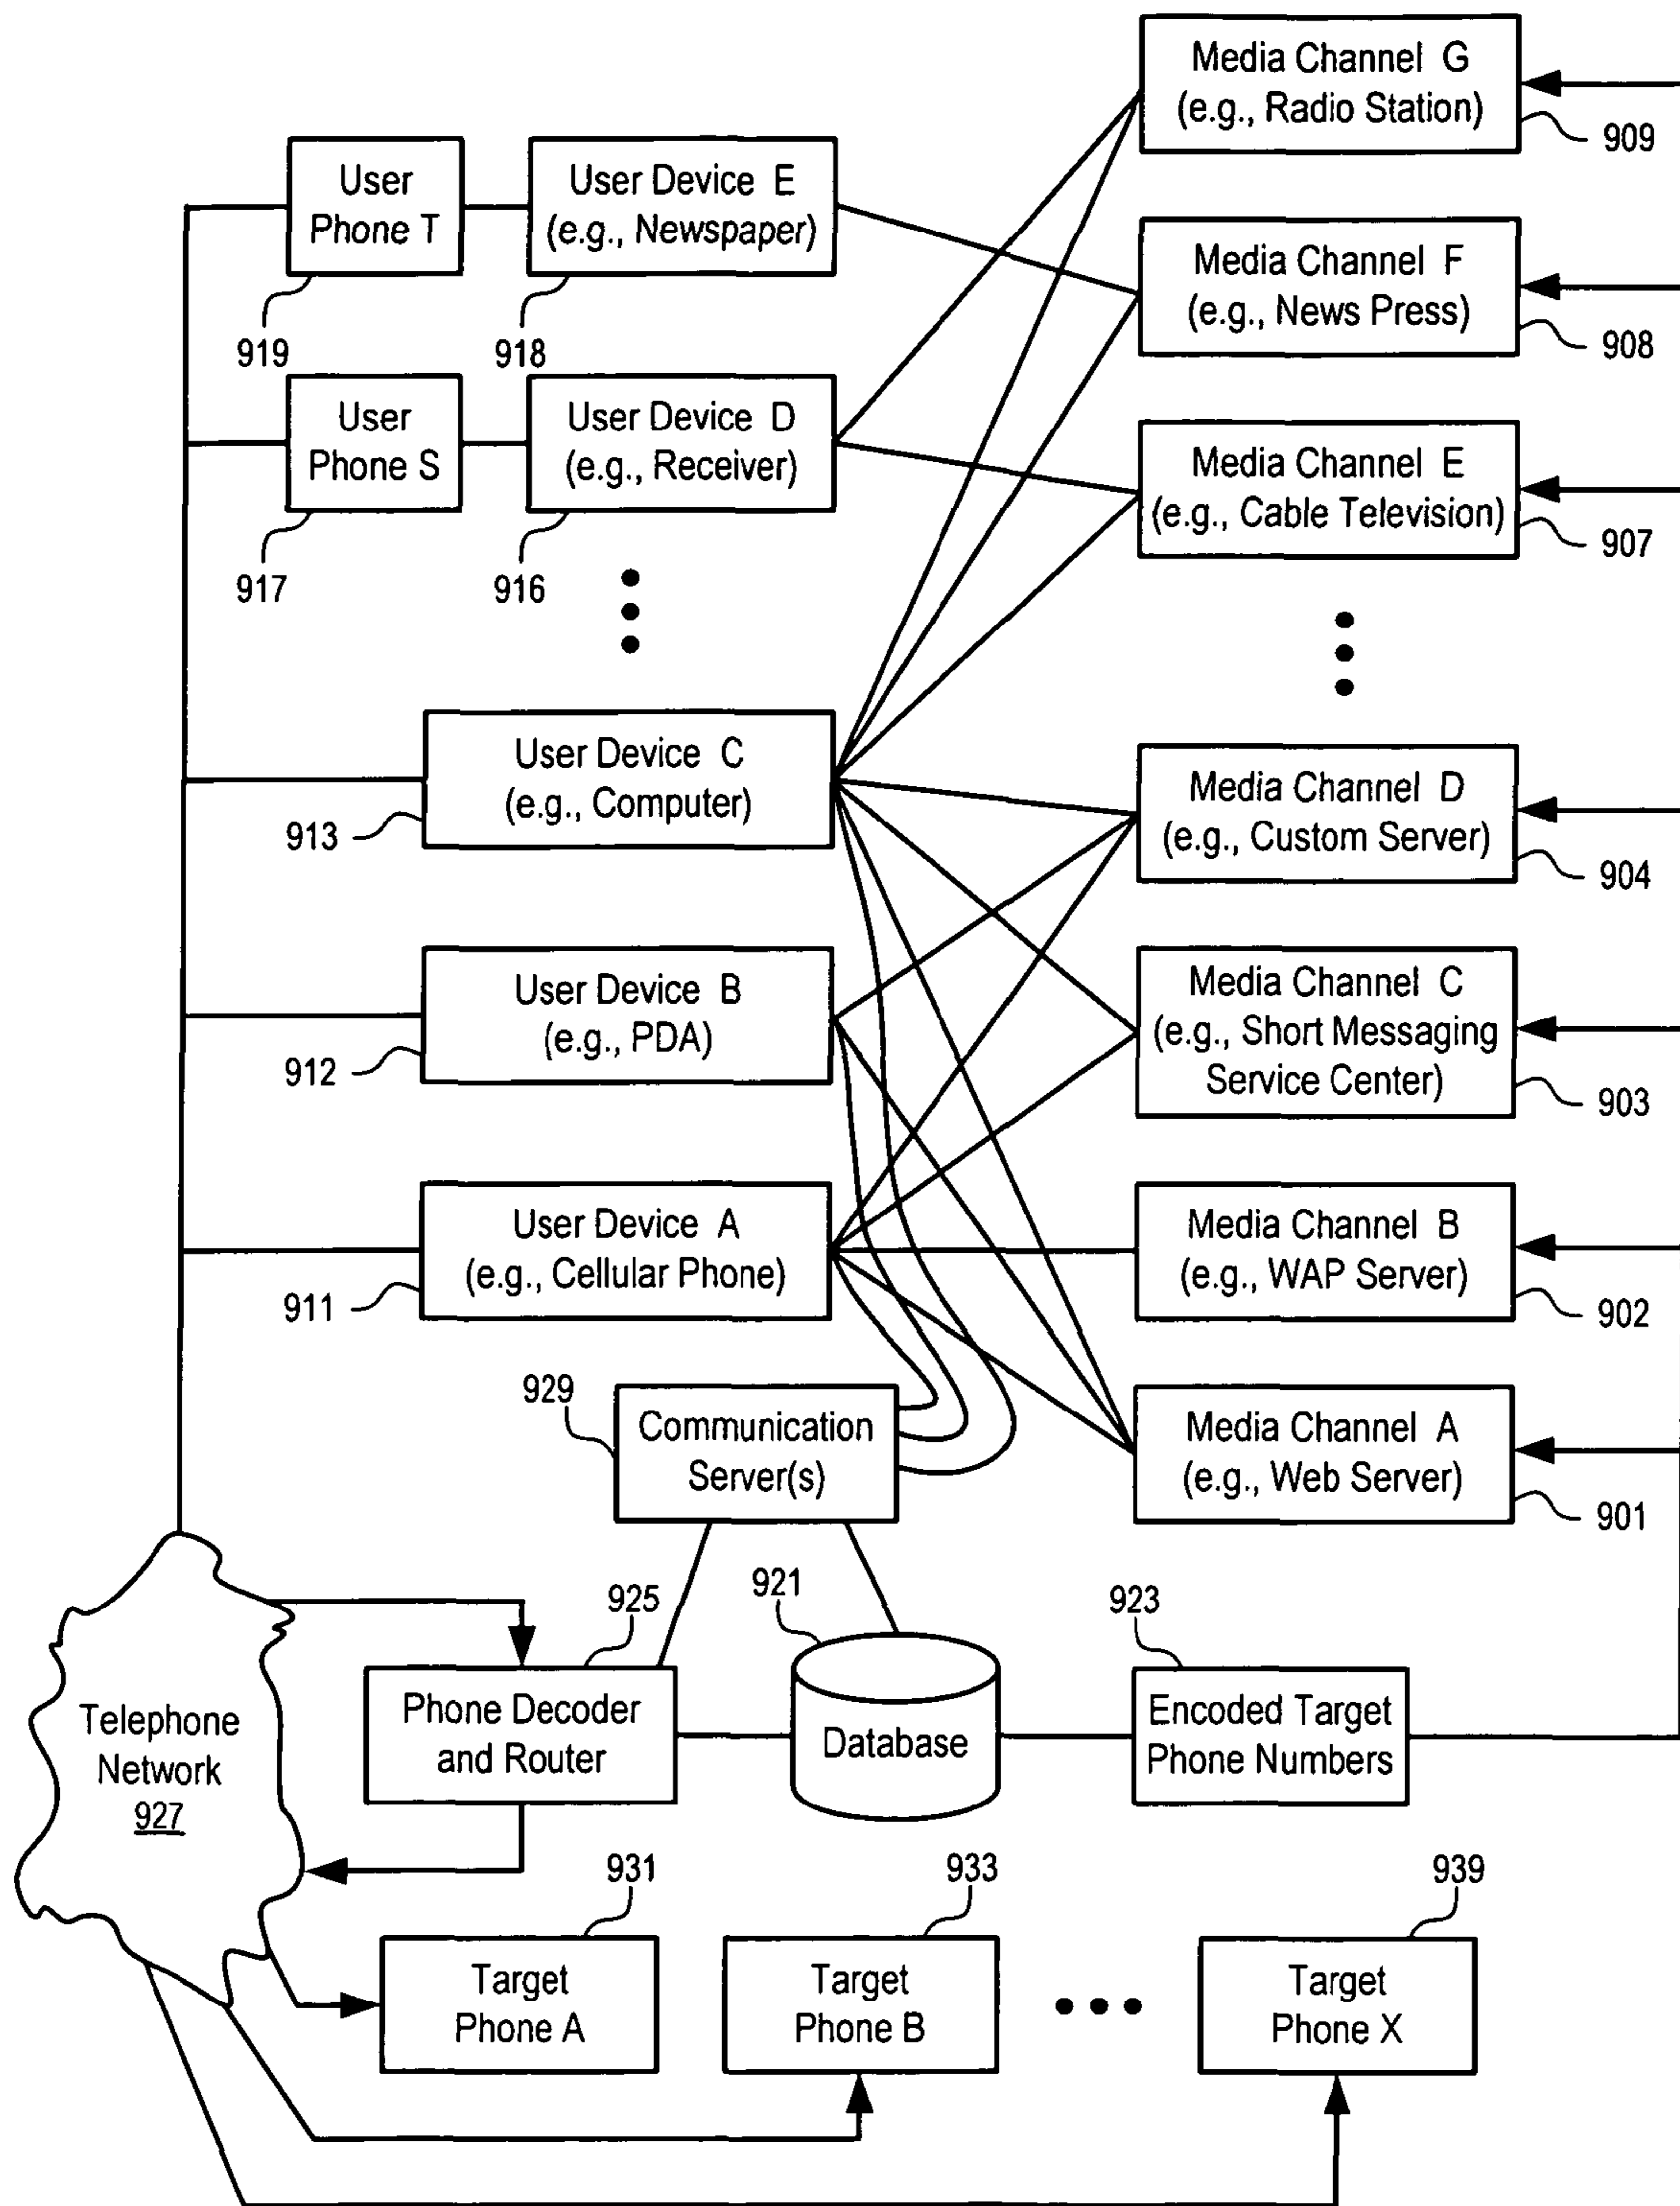 Media Channel G
(e.g., Radio Station)
909
User
Phone T
919
User Device E
(e.g., Newspaper)
918
Media Channel F
(e.g., News Press)
908
User
Phone S
917
User Device D
(e.g., Receiver)
916
Media Channel E
(e.g., Cable Television)
907
User Device C
(e.g., Computer)
913
Media Channel D
(e.g., Custom Server)
904
User Device B
(e.g., PDA)
912
Media Channel C
(e.g., Short Messaging
Service Center)
903
User Device A
(e.g., Cellular Phone)
911
Media Channel B
(e.g., WAP Server)
902
929
Communication
Server(s)
Media Channel A
(e.g., Web Server)
901
Telephone
Network
927
925
Phone Decoder
and Router
921
Database
923
Encoded Target
Phone Numbers
931
Target
Phone A
933
Target
Phone B
939
Target
Phone X